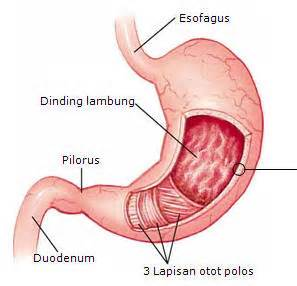 Esofagus
Dinding lambung
Pilorus
Duodenum
3 Lapisan otot polos